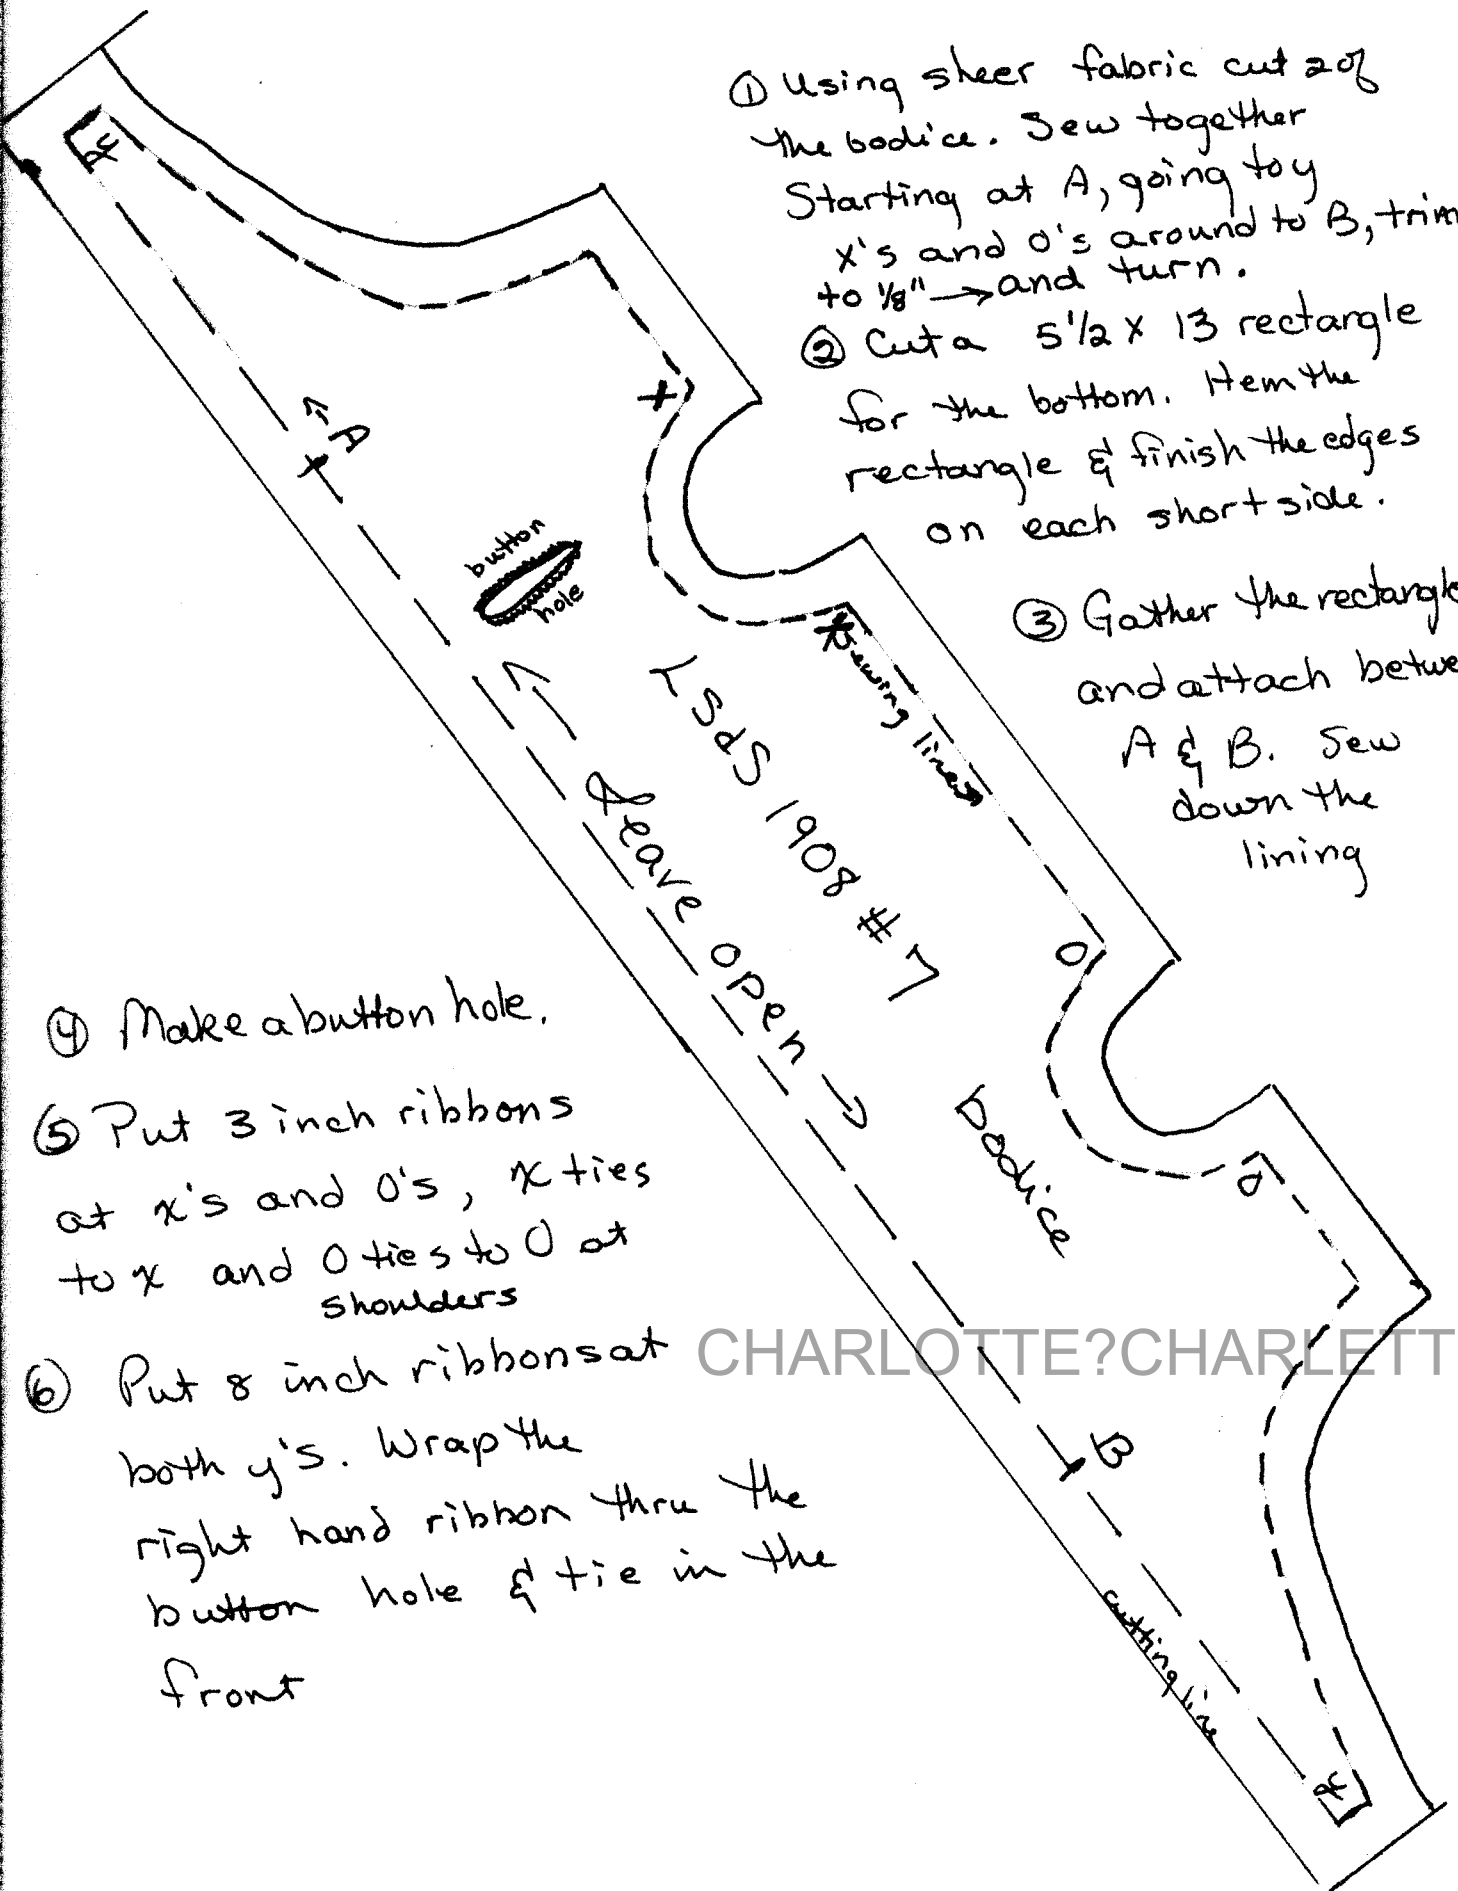 ① Using sheer fabric cut 2 of
the bodice. Sew together
Starting at A, going to y
x's and O's around to B, trim
to 1/8" → and turn.
② Cut a 5 1/2 X 13 rectangle
for the bottom. Hem the
rectangle & finish the edges
on each short side.
③ Gather the rectangle
and attach betwe
A & B. Sew
down the
lining
y
A
X
button
hole
X
Sewing line
LSdS 1908 #7
bodice
← Leave open →
O
O
B
cutting line
y
④ Make a button hole.
⑤ Put 3 inch ribbons
at x's and O's, x ties
to x and O ties to O at
shoulders
⑥ Put 8 inch ribbons at
both y's. Wrap the
right hand ribbon thru the
button hole & tie in the
front
CHARLOTTE?CHARLETT